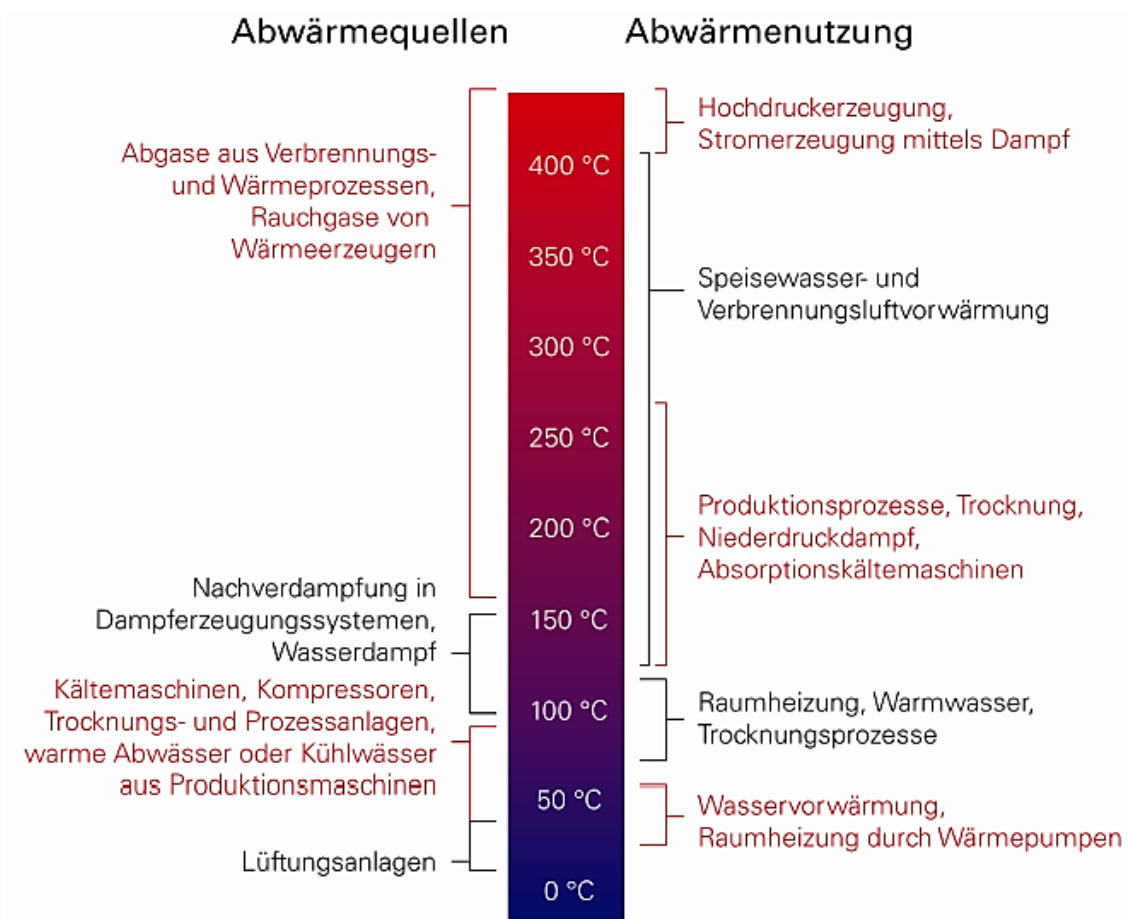 Abwärmequellen
Abwärmenutzung
Abgase aus Verbrennungs-
und Wärmeprozessen,
Rauchgase von
Wärmeerzeugern
Nachverdampfung in
Dampferzeugungssystemen,
Wasserdampf
Kältemaschinen, Kompressoren,
Trocknungs- und Prozessanlagen,
warme Abwässer oder Kühlwässer
aus Produktionsmaschinen
Lüftungsanlagen
400 °C
350 °C
300 °C
250 °C
200 °C
150 °C
100 °C
50 °C
0 °C
Hochdruckerzeugung,
Stromerzeugung mittels Dampf
Speisewasser- und
Verbrennungsluftvorwärmung
Produktionsprozesse, Trocknung,
Niederdruckdampf,
Absorptionskältemaschinen
Raumheizung, Warmwasser,
Trocknungsprozesse
Wasservorwärmung,
Raumheizung durch Wärmepumpen